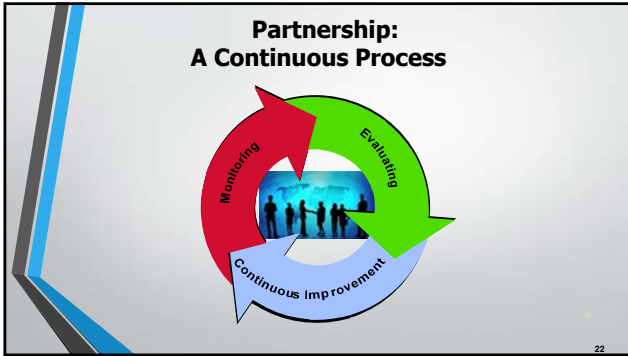 Partnership:
A Continuous Process
Monitoring
Evaluating
Continuous Improvement
22